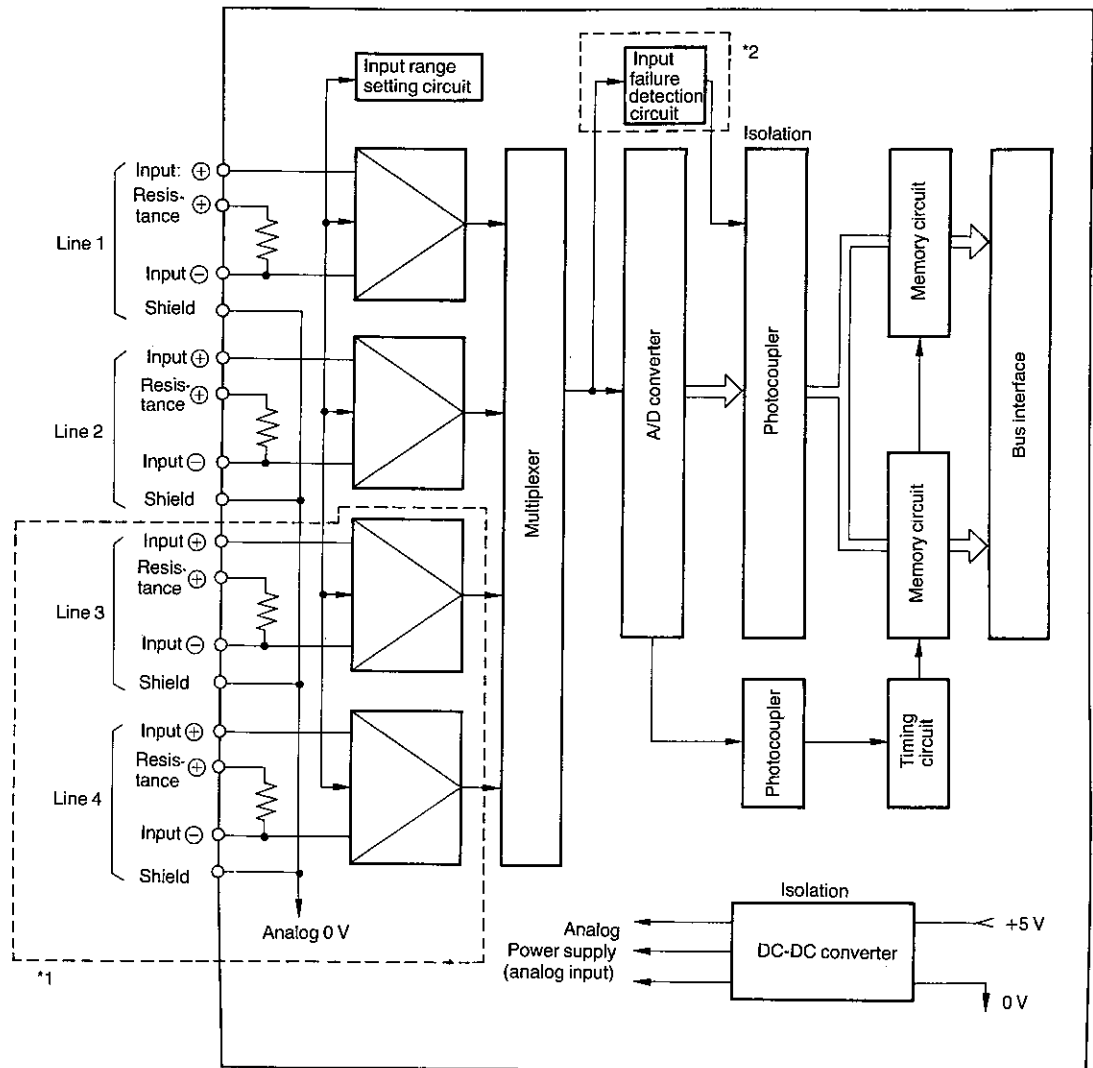 *2
Input range
setting circuit
Input
failure
detection
circuit
Isolation
Line 1
Input: ⊕
Resis-
tance ⊕
Input ⊖
Shield
Line 2
Input ⊕
Resis-
tance ⊕
Input ⊖
Shield
Line 3
Input ⊕
Resis-
tance ⊕
Input ⊖
Shield
Line 4
Input ⊕
Resis-
tance ⊕
Input ⊖
Shield
Analog 0 V
*1
Multiplexer
A/D converter
Photocoupler
Memory circuit
Memory circuit
Bus interface
Photocoupler
Timing
circuit
Isolation
Analog
Power supply
(analog input)
DC-DC converter
+5 V
0 V